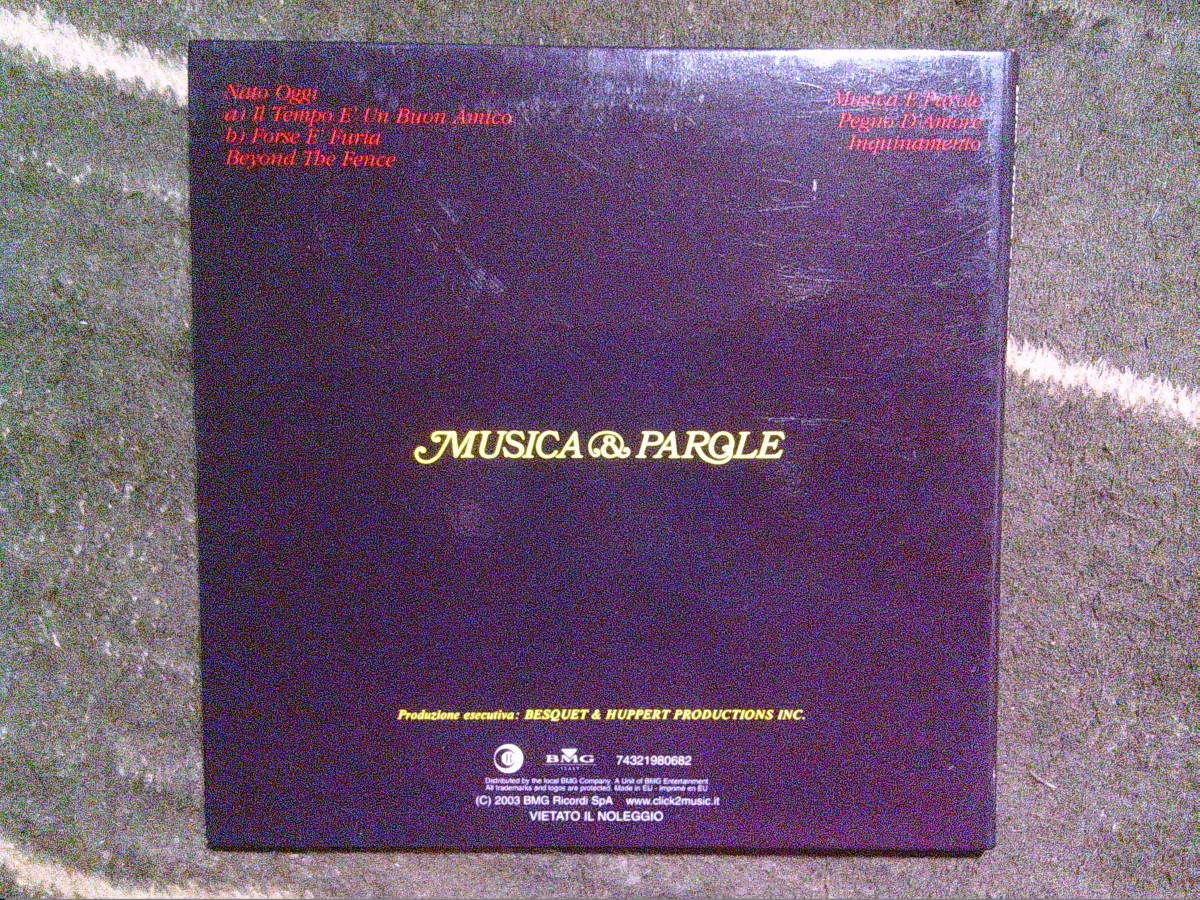 Nato Oggi
a) Il Tempo E' Un Buon Amico
b) Forse E' Furia
Beyond The Fence
Musica E Parole
Pegno D'Amore
Inquinamento
MUSICA & PAROLE
Produzione esecutiva: BESQUET & HUPPERT PRODUCTIONS INC.
BMG 74321980682
ITALY
Distributed by the local BMG Company. A Unit of BMG Entertainment
All trademarks and logos are protected. Made in EU - Imprimé en EU
(C) 2003 BMG Ricordi SpA www.click2music.it
VIETATO IL NOLEGGIO